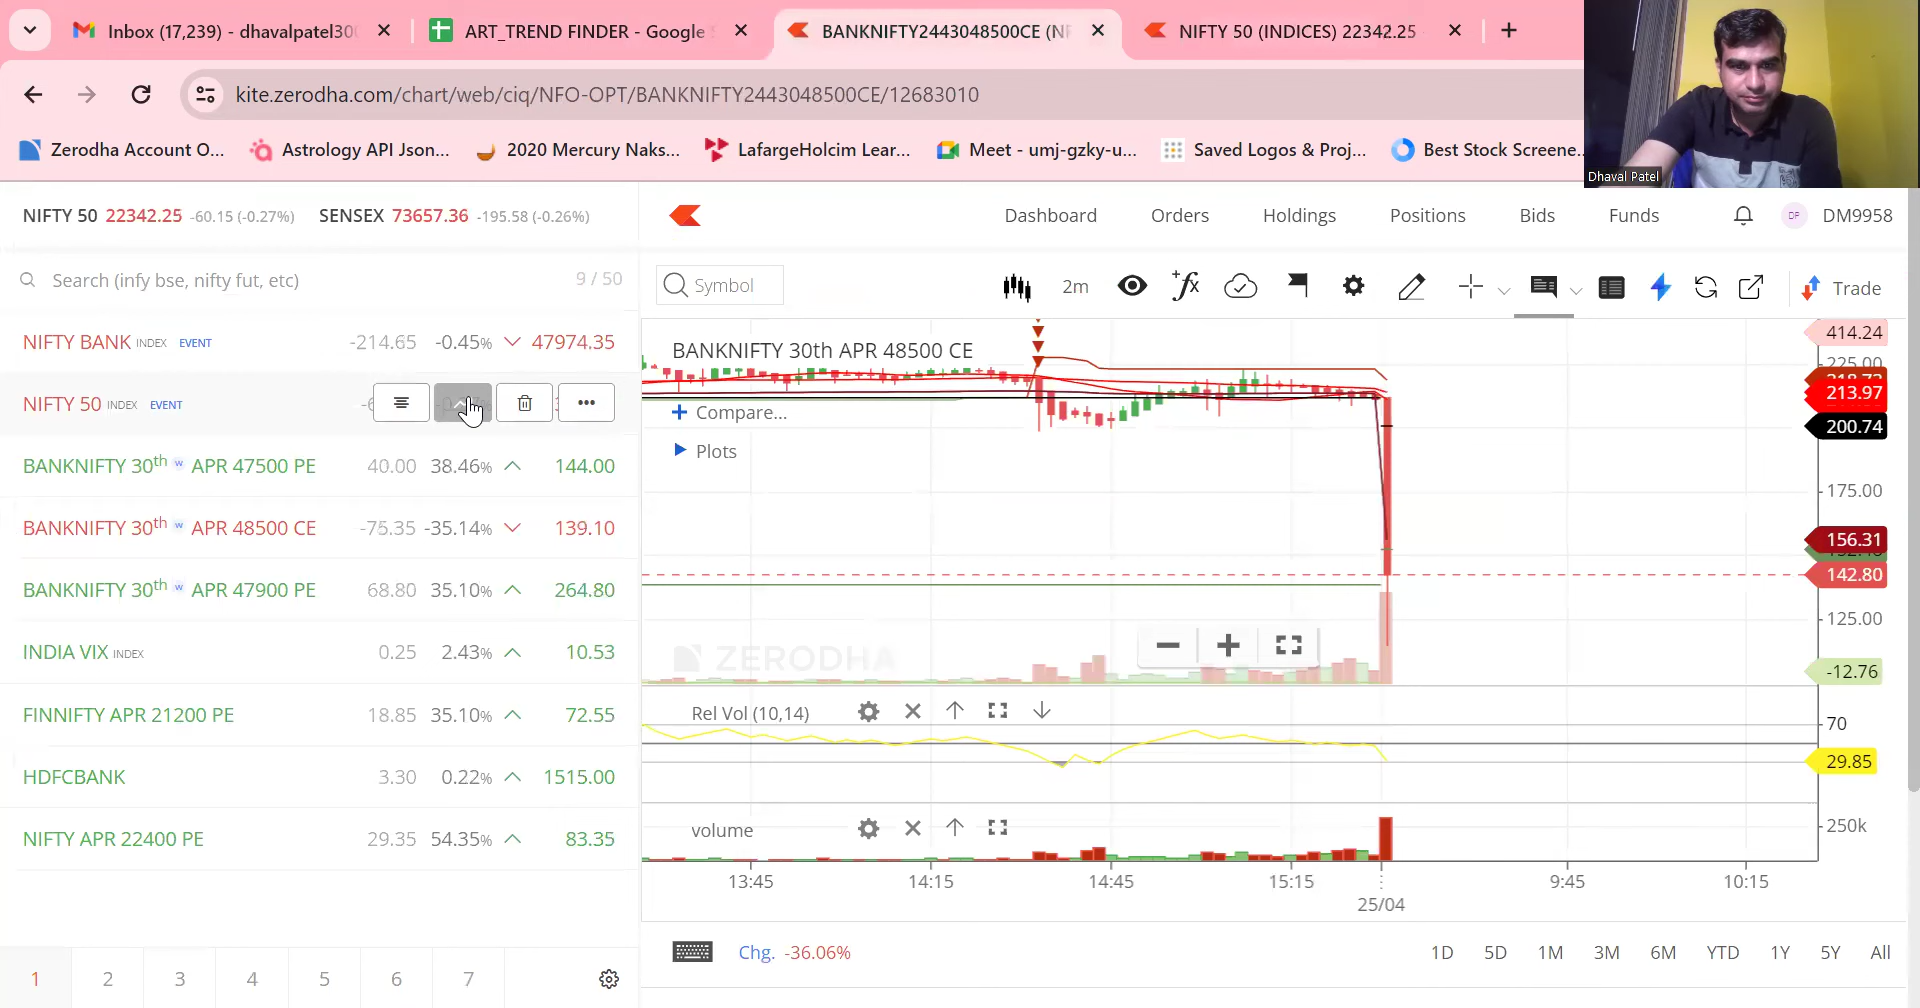 Inbox (17,239) - dhavalpatel30
ART_TREND FINDER - Google S
BANKNIFTY2443048500CE (NF
NIFTY 50 (INDICES) 22342.25
kite.zerodha.com/chart/web/ciq/NFO-OPT/BANKNIFTY2443048500CE/12683010
Zerodha Account O...
Astrology API Json...
2020 Mercury Naks...
LafargeHolcim Lear...
Meet - umj-gzky-u...
Saved Logos & Proj...
Best Stock Screene...
Dhaval Patel
NIFTY 50 22342.25 -60.15 (-0.27%) SENSEX 73657.36 -195.58 (-0.26%)
Dashboard Orders Holdings Positions Bids Funds DP DM9958
Search (infy bse, nifty fut, etc) 9 / 50
Symbol 2m Trade
NIFTY BANK INDEX EVENT -214.65 -0.45% 47974.35
NIFTY 50 INDEX EVENT
BANKNIFTY 30th w APR 47500 PE 40.00 38.46% 144.00
BANKNIFTY 30th w APR 48500 CE -75.35 -35.14% 139.10
BANKNIFTY 30th w APR 47900 PE 68.80 35.10% 264.80
INDIA VIX INDEX 0.25 2.43% 10.53
FINNIFTY APR 21200 PE 18.85 35.10% 72.55
HDFCBANK 3.30 0.22% 1515.00
NIFTY APR 22400 PE 29.35 54.35% 83.35
1 2 3 4 5 6 7
BANKNIFTY 30th APR 48500 CE
Compare...
Plots
ZERODHA
414.24
225.00
213.97
200.74
175.00
156.31
142.80
125.00
-12.76
Rel Vol (10,14)
70
29.85
volume
250k
13:45 14:15 14:45 15:15 9:45 10:15
25/04
Chg. -36.06%
1D 5D 1M 3M 6M YTD 1Y 5Y All